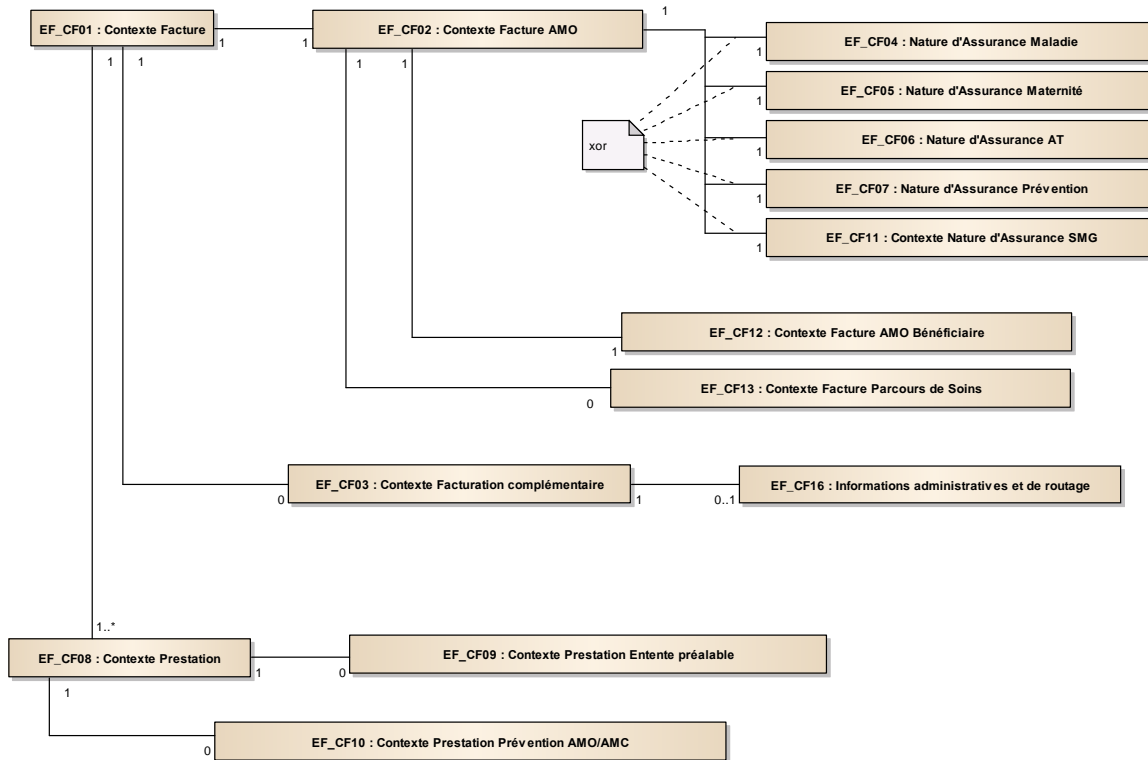 EF_CF01 : Contexte Facture
EF_CF02 : Contexte Facture AMO
1
1
1
1
1
1
1
EF_CF04 : Nature d'Assurance Maladie
1
EF_CF05 : Nature d'Assurance Maternité
1
xor
EF_CF06 : Nature d'Assurance AT
1
EF_CF07 : Nature d'Assurance Prévention
1
EF_CF11 : Contexte Nature d'Assurance SMG
1
EF_CF12 : Contexte Facture AMO Bénéficiaire
1
EF_CF13 : Contexte Facture Parcours de Soins
0
EF_CF03 : Contexte Facturation complémentaire
0
1
0..1
EF_CF16 : Informations administratives et de routage
1..*
EF_CF08 : Contexte Prestation
1
0
EF_CF09 : Contexte Prestation Entente préalable
1
0
EF_CF10 : Contexte Prestation Prévention AMO/AMC